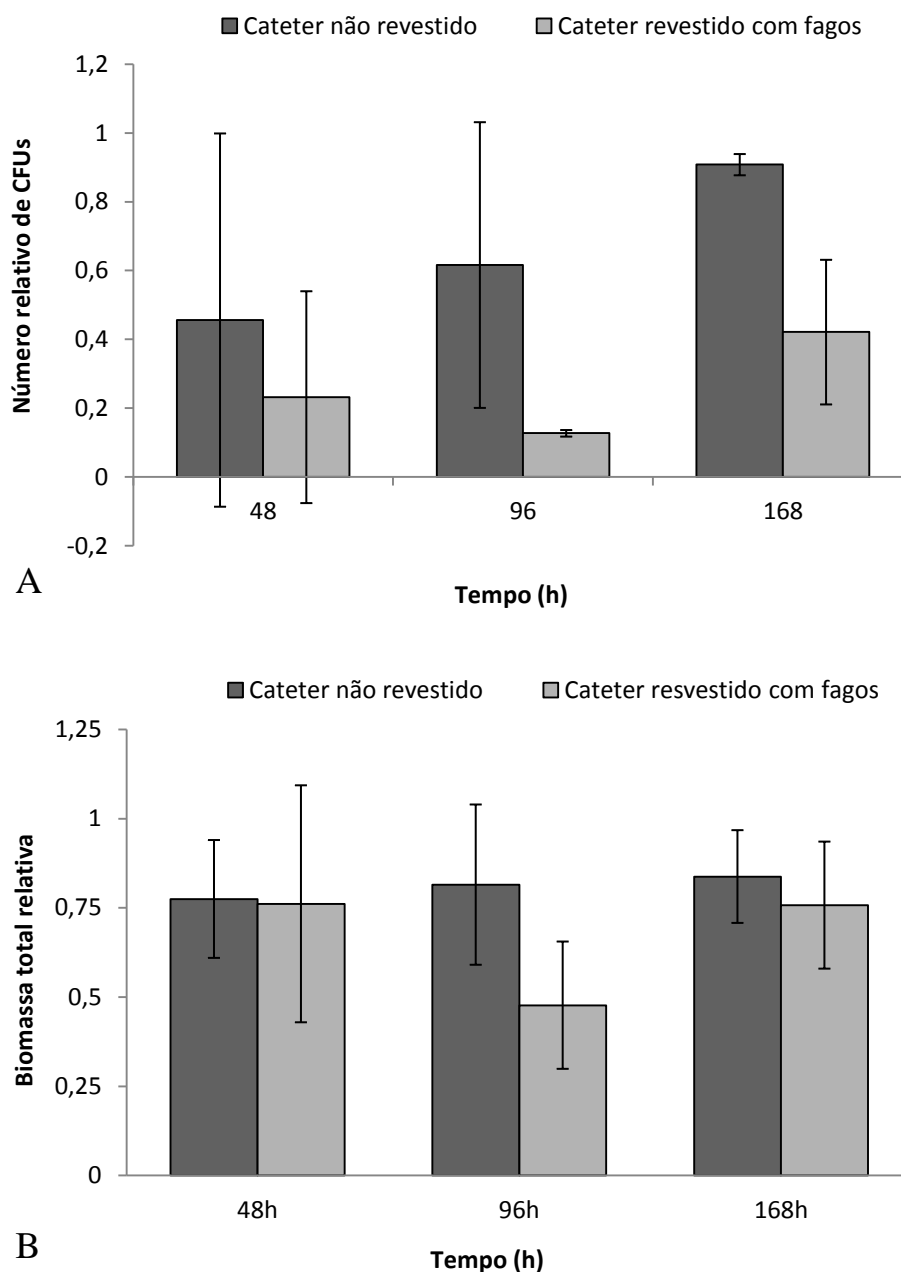 Cateter não revestido Cateter revestido com fagos
1,2
1
0,8
0,6
0,4
0,2
0
-0,2
Número relativo de CFUs
48 96 168
A
Tempo (h)
Cateter não revestido Cateter resvestido com fagos
1,25
1
0,75
0,5
0,25
0
Biomassa total relativa
48h 96h 168h
B
Tempo (h)